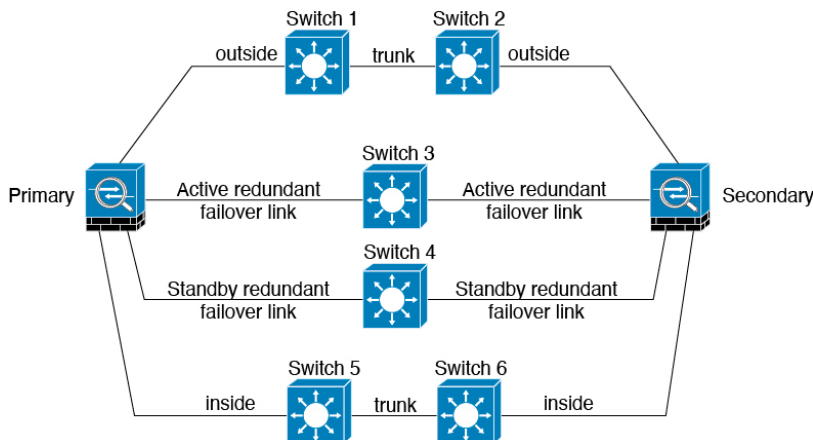 Switch 1
Switch 2
outside
trunk
outside
Switch 3
Primary
Active redundant
failover link
Active redundant
failover link
Secondary
Switch 4
Standby redundant
failover link
Standby redundant
failover link
Switch 5
Switch 6
inside
trunk
inside